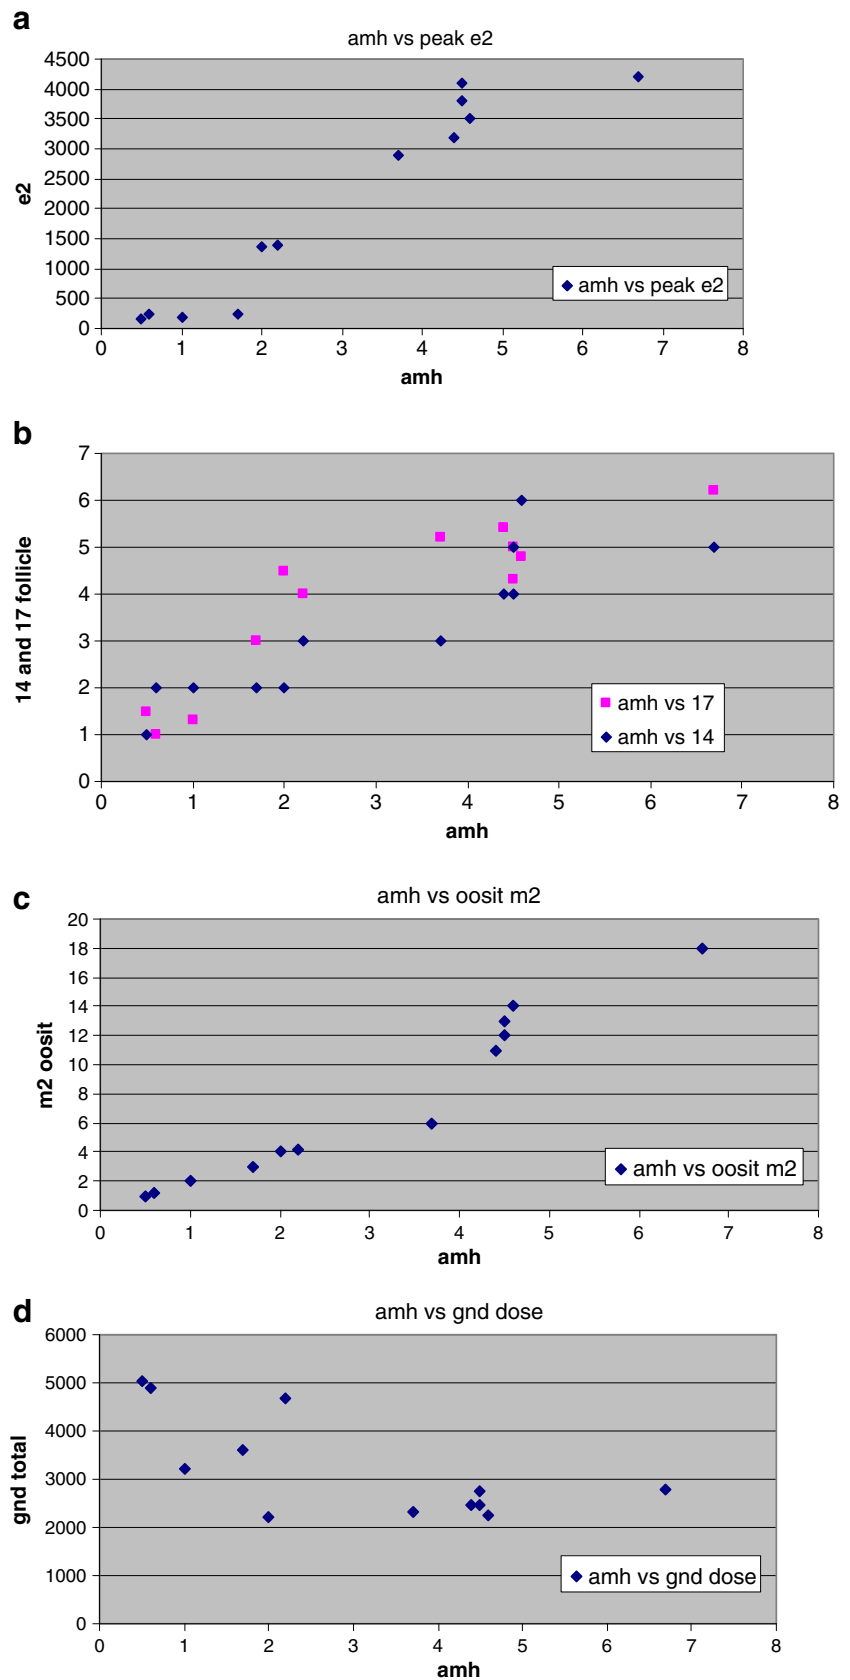 a
amh vs peak e2
4500
4000
3500
3000
2500
2000
1500
1000
500
0
e2
amh vs peak e2
0 1 2 3 4 5 6 7 8
amh
b
7
6
5
4
3
2
1
0
14 and 17 follicle
amh vs 17
amh vs 14
0 1 2 3 4 5 6 7 8
amh
c
amh vs oosit m2
20
18
16
14
12
10
8
6
4
2
0
m2 oosit
amh vs oosit m2
0 1 2 3 4 5 6 7 8
amh
d
amh vs gnd dose
6000
5000
4000
3000
2000
1000
0
gnd total
amh vs gnd dose
0 1 2 3 4 5 6 7 8
amh